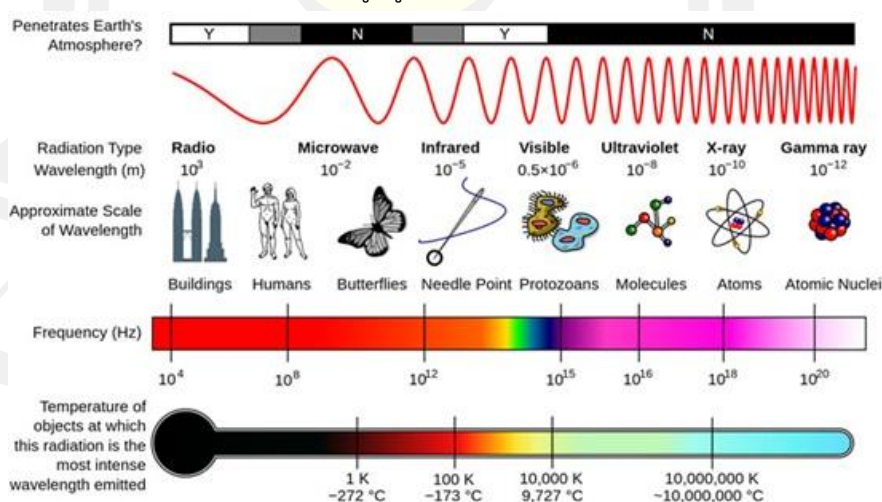 Penetrates Earth's
Atmosphere?
Y N Y N
Radiation Type Radio Microwave Infrared Visible Ultraviolet X-ray Gamma ray
Wavelength (m) 10³ 10⁻² 10⁻⁵ 0.5×10⁻⁶ 10⁻⁸ 10⁻¹⁰ 10⁻¹²
Approximate Scale
of Wavelength
Buildings Humans Butterflies Needle Point Protozoans Molecules Atoms Atomic Nuclei
Frequency (Hz)
10⁴ 10⁸ 10¹² 10¹⁵ 10¹⁶ 10¹⁸ 10²⁰
Temperature of
objects at which
this radiation is the
most intense
wavelength emitted
1 K 100 K 10,000 K 10,000,000 K
−272 °C −173 °C 9,727 °C ~10,000,000 °C